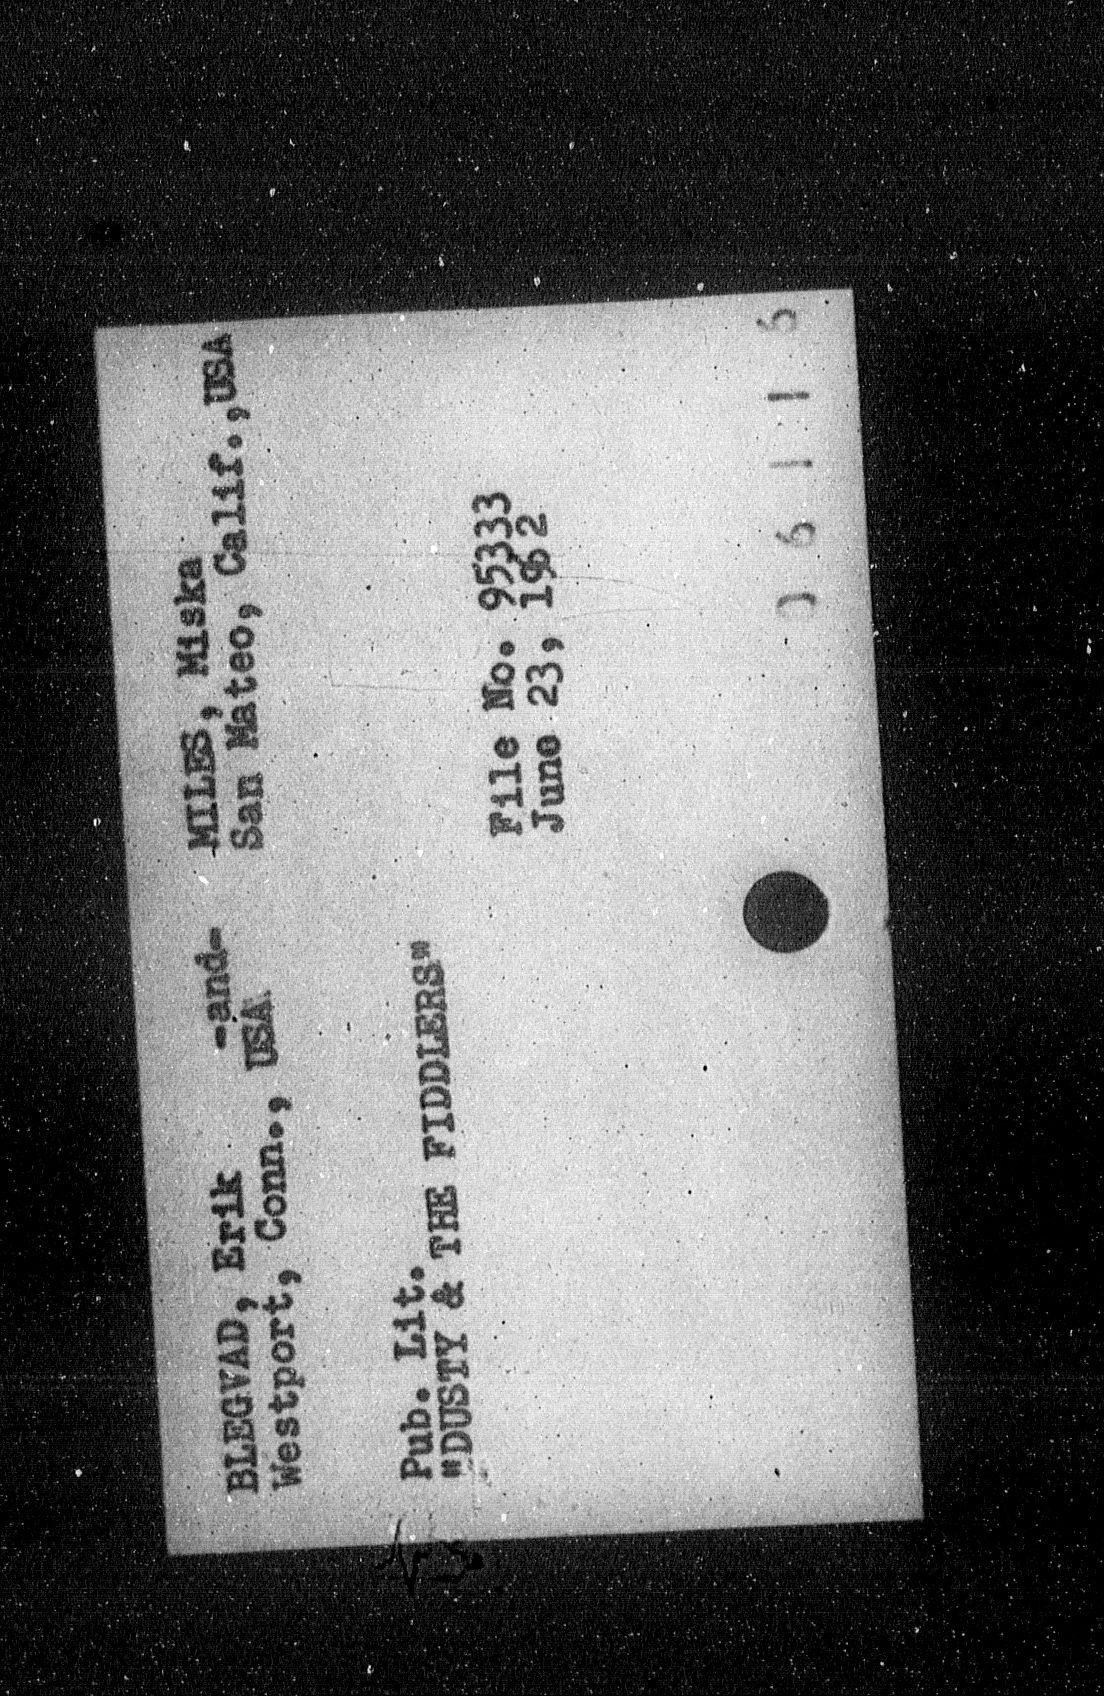 BLEGVAD, Erik -and- MILES, Miska
Westport, Conn., USA San Mateo, Calif.,USA
Pub. Lit.
"DUSTY & THE FIDDLERS"
File No. 95333
June 23, 1962